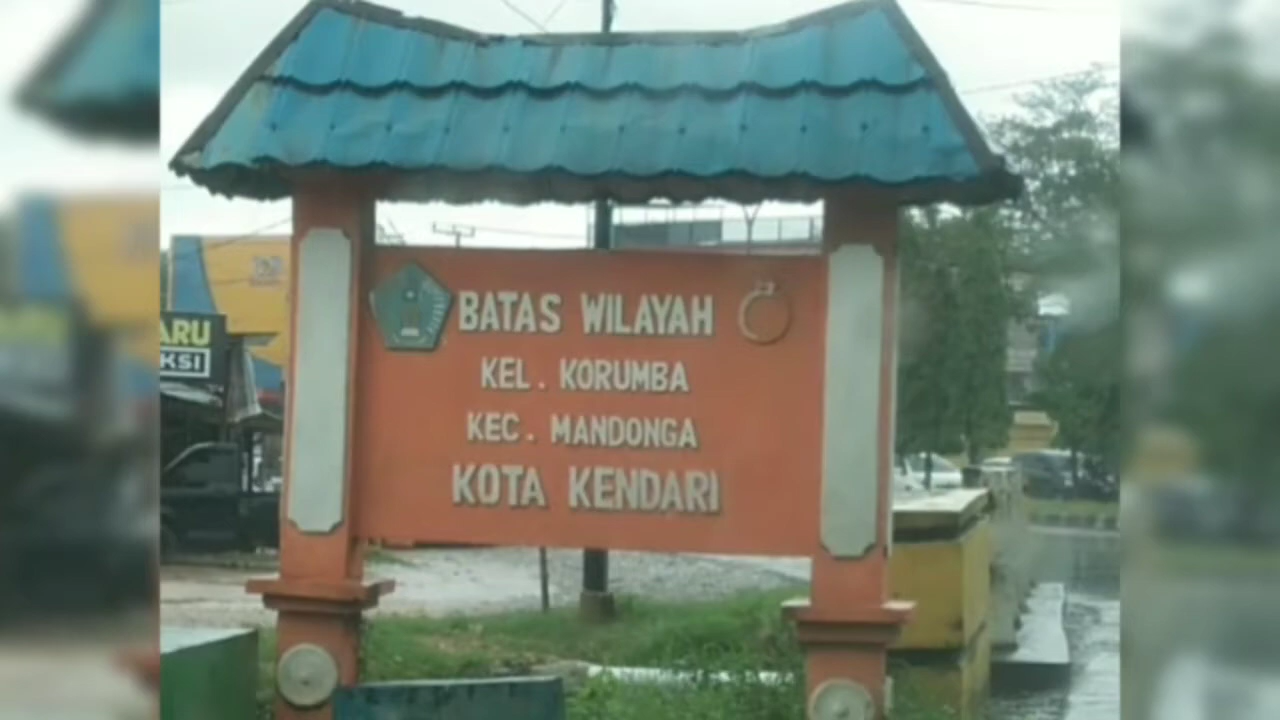 BATAS WILAYAH
KEL. KORUMBA
KEC. MANDONGA
KOTA KENDARI
ARU
KSI